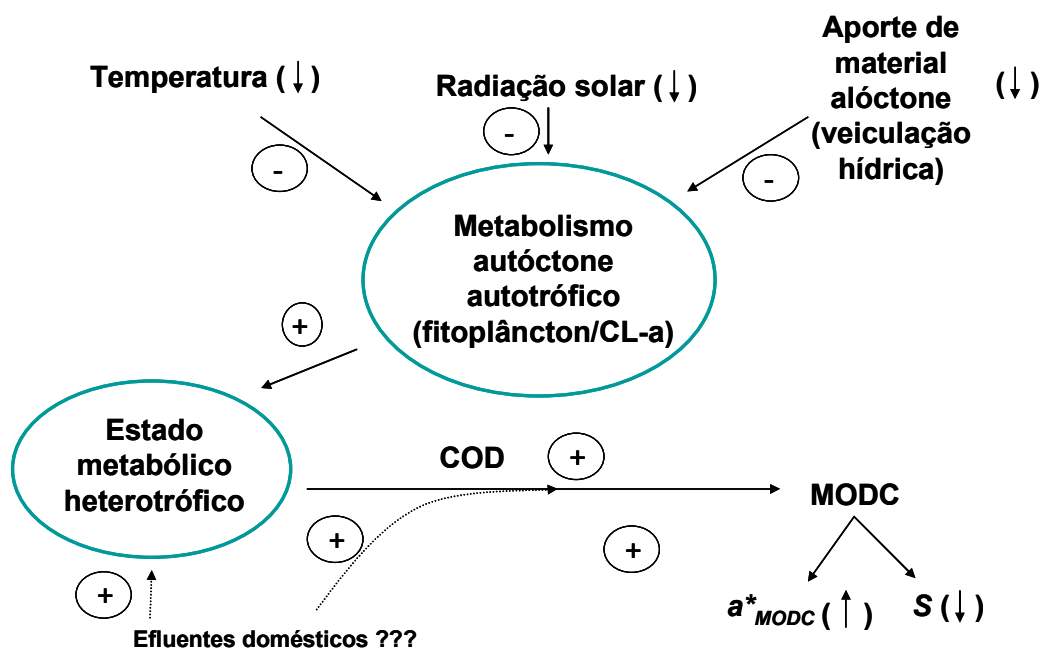 Aporte de
material
alóctone (↓)
(veiculação
hídrica)
Temperatura (↓)
Radiação solar (↓)
-
-
-
Metabolismo
autóctone
autotrófico
(fitoplâncton/CL-a)
+
Estado
metabólico
heterotrófico
COD
+
MODC
+
+
+
a*MODC (↑)
S (↓)
Efluentes domésticos ???